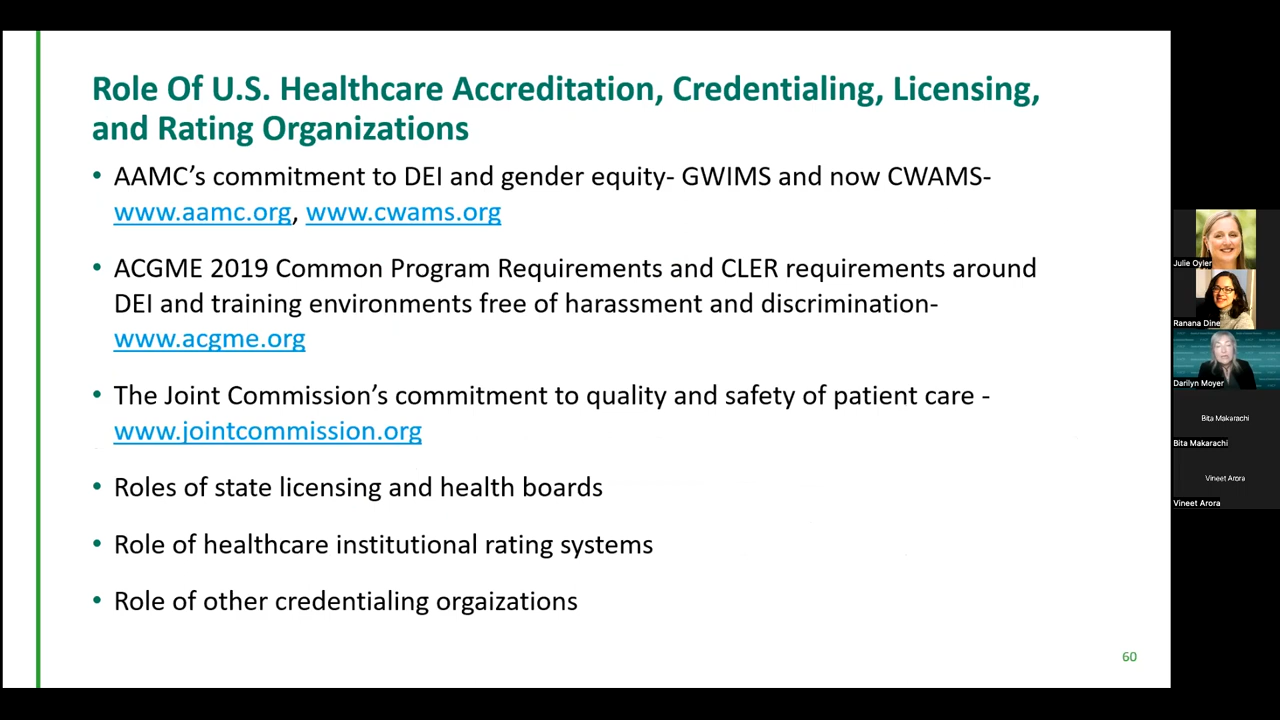 Role Of U.S. Healthcare Accreditation, Credentialing, Licensing,
and Rating Organizations
• AAMC’s commitment to DEI and gender equity- GWIMS and now CWAMS-
www.aamc.org, www.cwams.org
• ACGME 2019 Common Program Requirements and CLER requirements around
DEI and training environments free of harassment and discrimination-
www.acgme.org
• The Joint Commission’s commitment to quality and safety of patient care -
www.jointcommission.org
• Roles of state licensing and health boards
• Role of healthcare institutional rating systems
• Role of other credentialing orgaizations
60
Julie Oyler
Ranana Dine
Darilyn Moyer
Bita Makarachi
Bita Makarachi
Vineet Arora
Vineet Arora